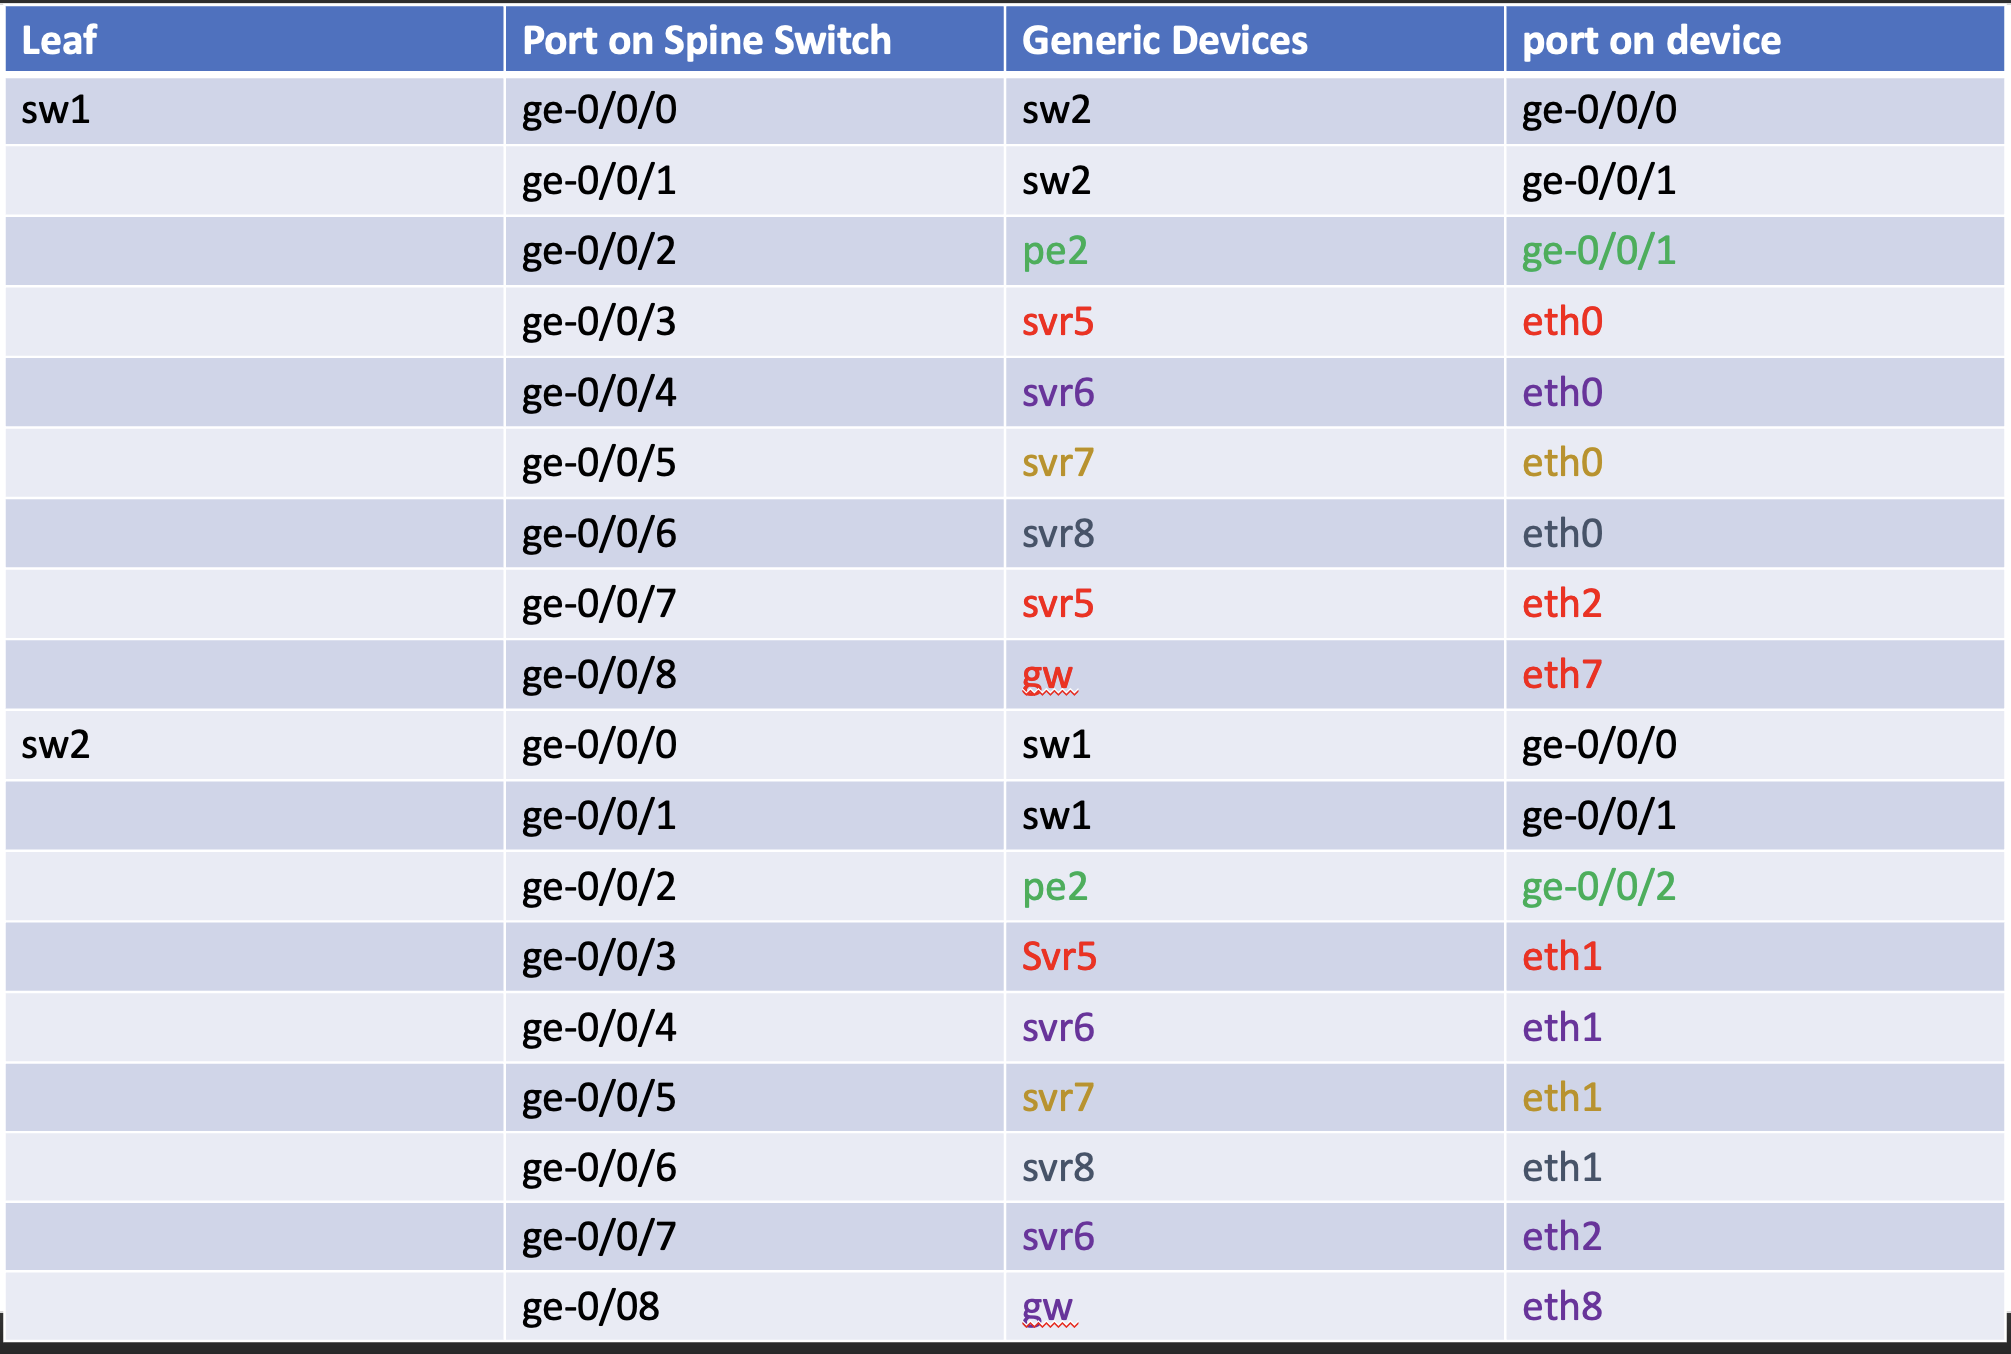 Leaf Port on Spine Switch Generic Devices port on device
sw1 ge-0/0/0 sw2 ge-0/0/0
ge-0/0/1 sw2 ge-0/0/1
ge-0/0/2 pe2 ge-0/0/1
ge-0/0/3 svr5 eth0
ge-0/0/4 svr6 eth0
ge-0/0/5 svr7 eth0
ge-0/0/6 svr8 eth0
ge-0/0/7 svr5 eth2
ge-0/0/8 gw eth7
sw2 ge-0/0/0 sw1 ge-0/0/0
ge-0/0/1 sw1 ge-0/0/1
ge-0/0/2 pe2 ge-0/0/2
ge-0/0/3 Svr5 eth1
ge-0/0/4 svr6 eth1
ge-0/0/5 svr7 eth1
ge-0/0/6 svr8 eth1
ge-0/0/7 svr6 eth2
ge-0/08 gw eth8